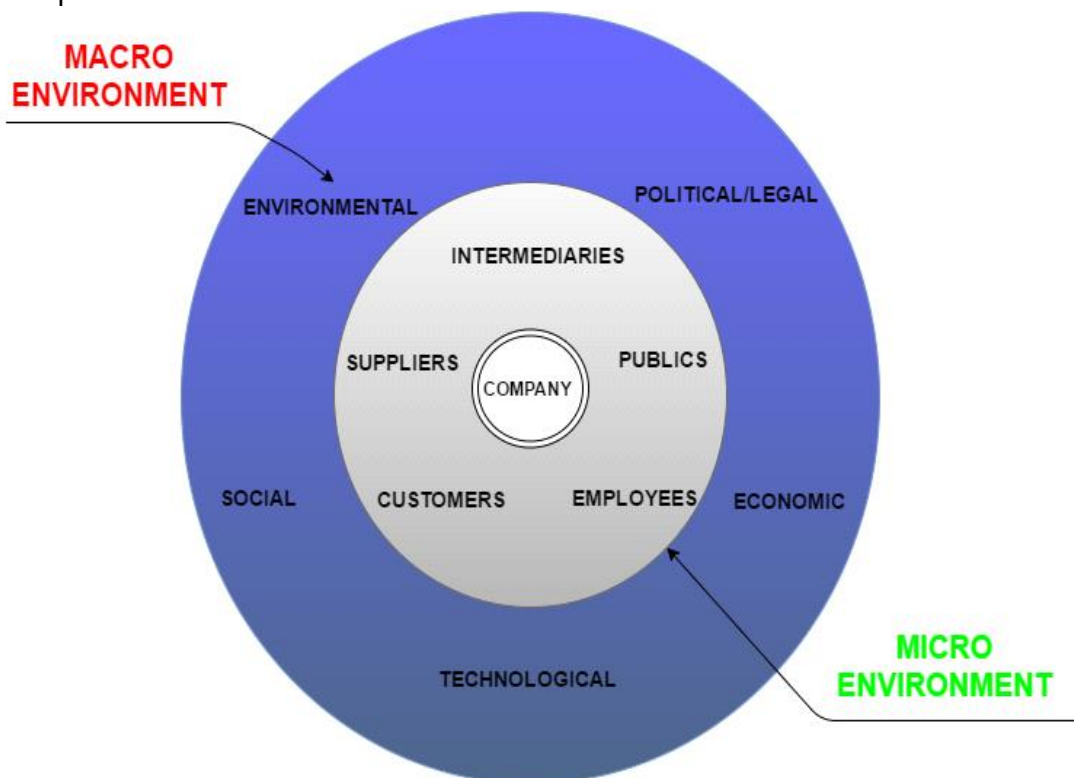 MACRO
ENVIRONMENT
ENVIRONMENTAL
POLITICAL/LEGAL
INTERMEDIARIES
SUPPLIERS
PUBLICS
COMPANY
CUSTOMERS
EMPLOYEES
SOCIAL
ECONOMIC
TECHNOLOGICAL
MICRO
ENVIRONMENT